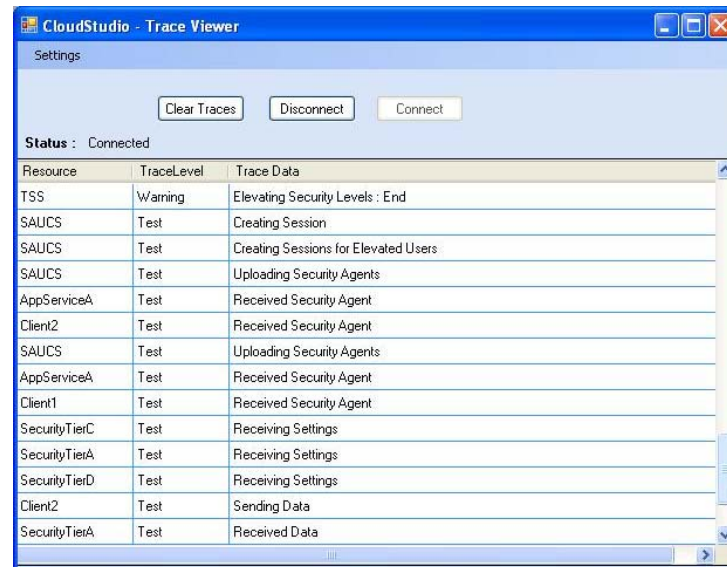 CloudStudio - Trace Viewer
Settings
Clear Traces Disconnect Connect
Status : Connected
Resource TraceLevel Trace Data
TSS Warning Elevating Security Levels : End
SAUCS Test Creating Session
SAUCS Test Creating Sessions for Elevated Users
SAUCS Test Uploading Security Agents
AppServiceA Test Received Security Agent
Client2 Test Received Security Agent
SAUCS Test Uploading Security Agents
AppServiceA Test Received Security Agent
Client1 Test Received Security Agent
SecurityTierC Test Receiving Settings
SecurityTierA Test Receiving Settings
SecurityTierD Test Receiving Settings
Client2 Test Sending Data
SecurityTierA Test Received Data